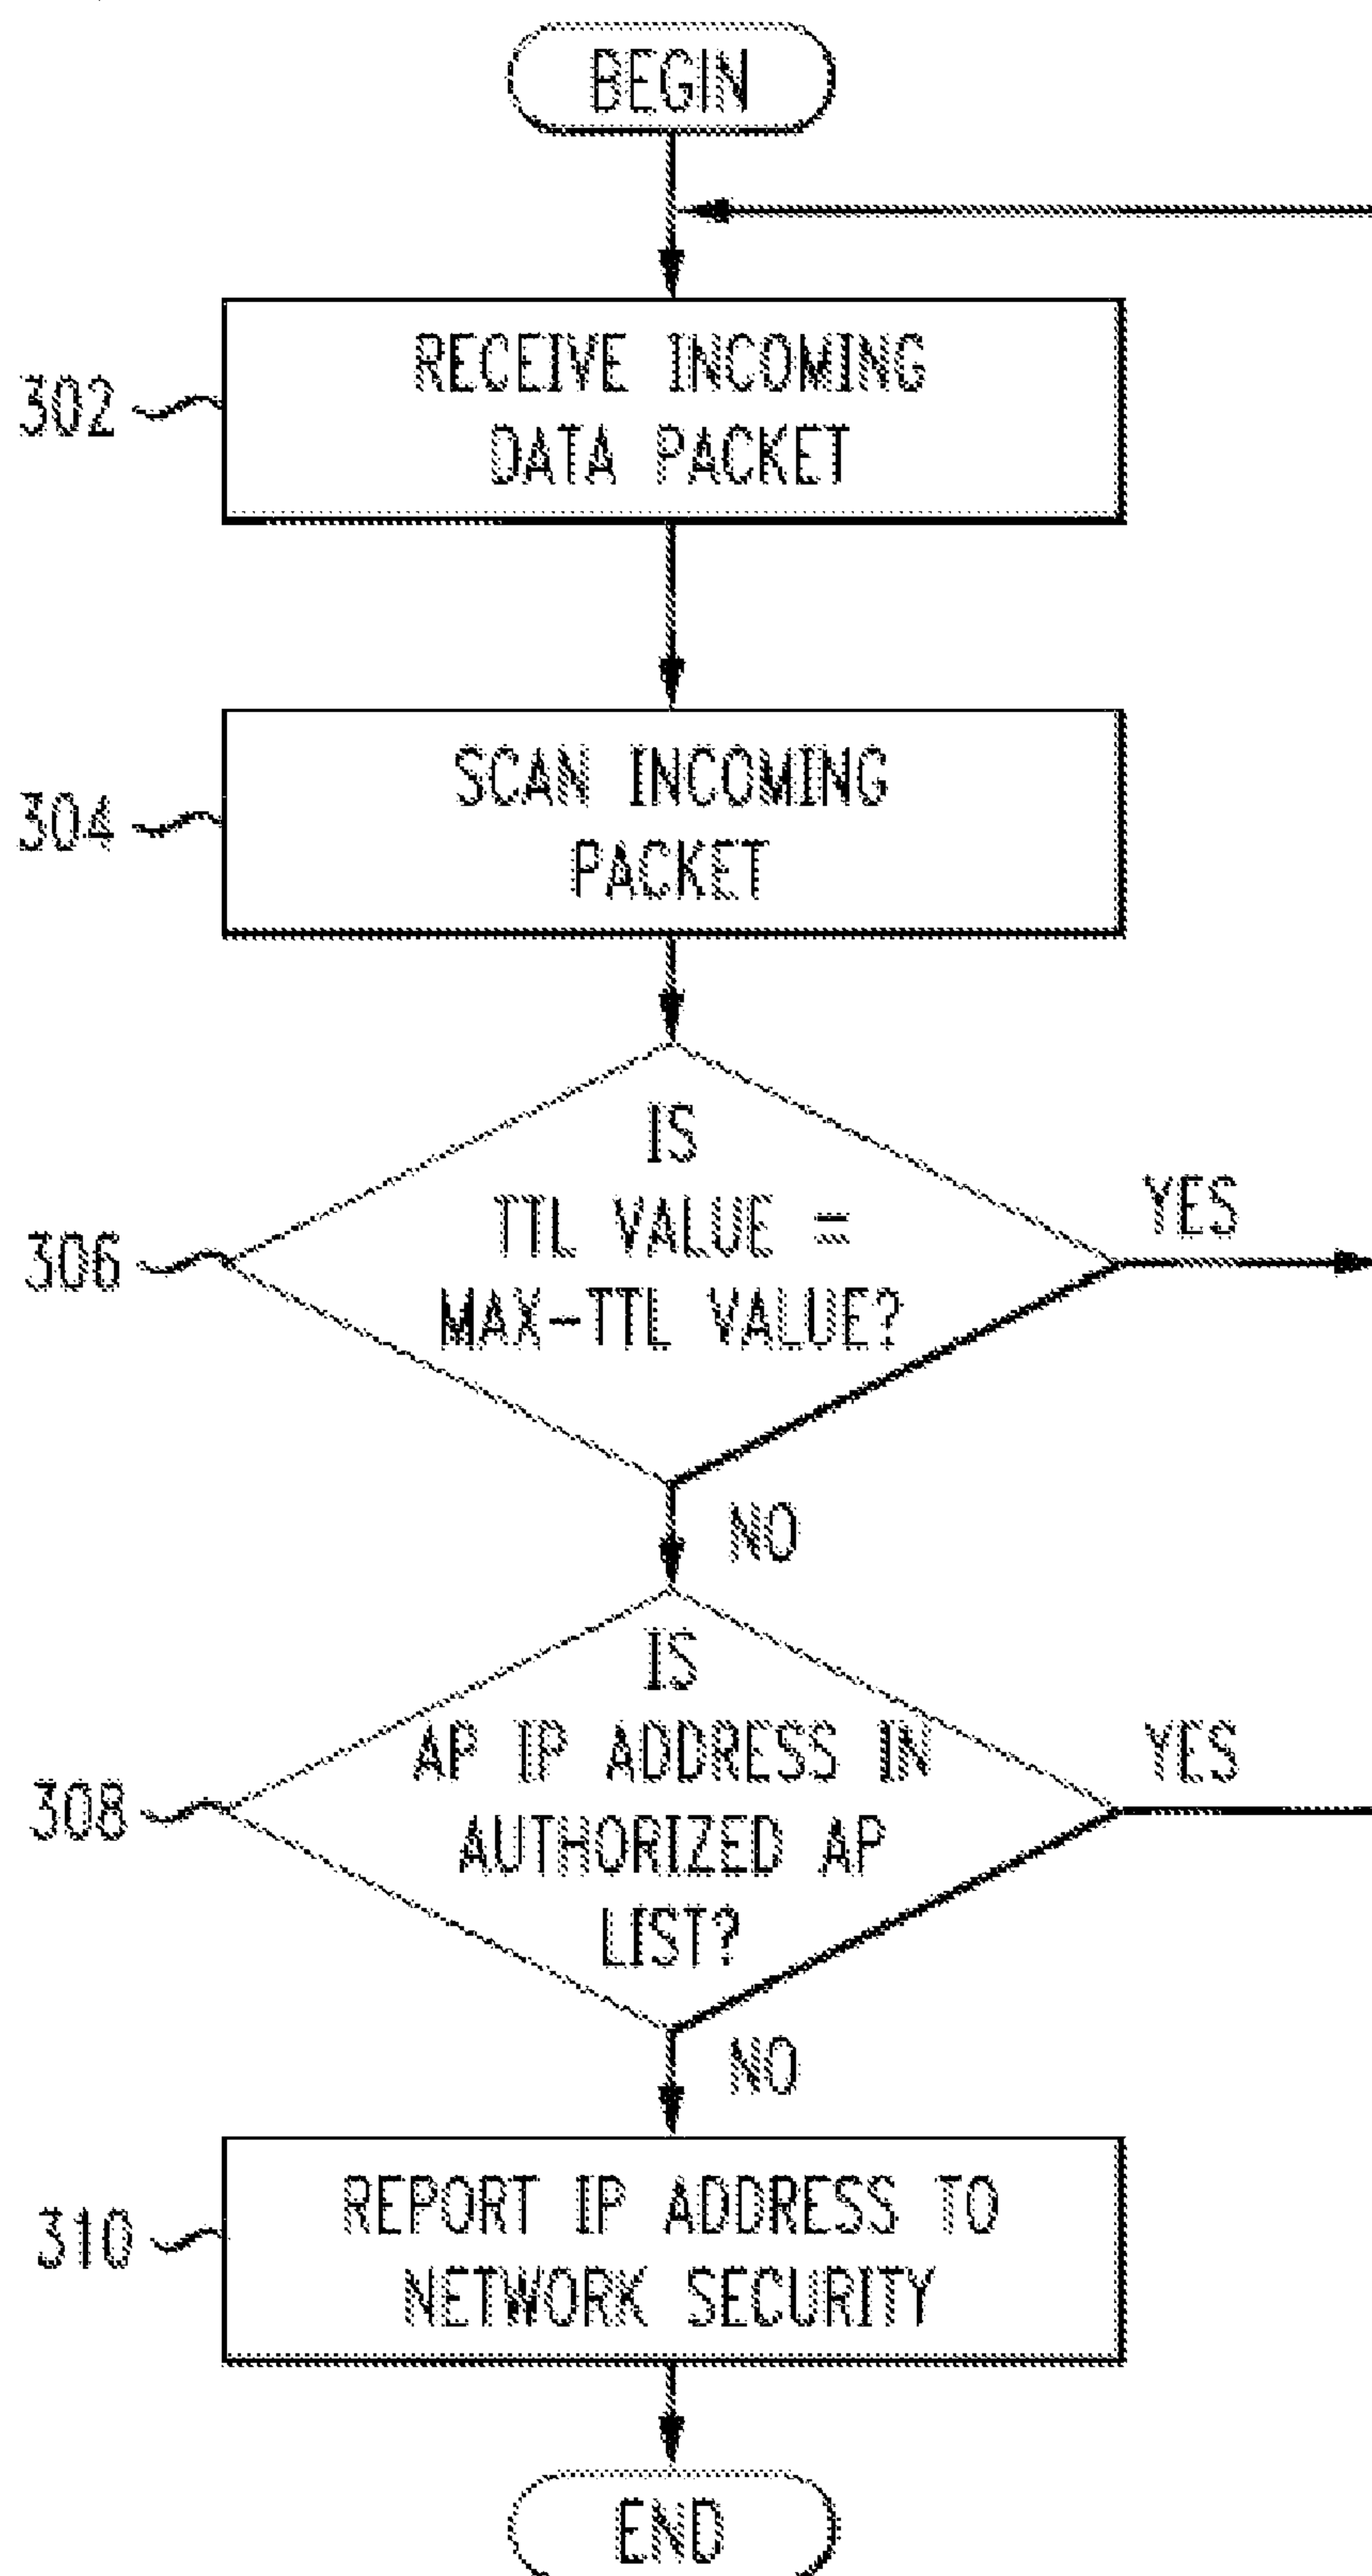 BEGIN
RECEIVE INCOMING
DATA PACKET
302
SCAN INCOMING
PACKET
304
IS
TTL VALUE =
MAX-TTL VALUE?
306
YES
NO
IS
AP IP ADDRESS IN
AUTHORIZED AP
LIST?
308
YES
NO
REPORT IP ADDRESS TO
NETWORK SECURITY
310
END